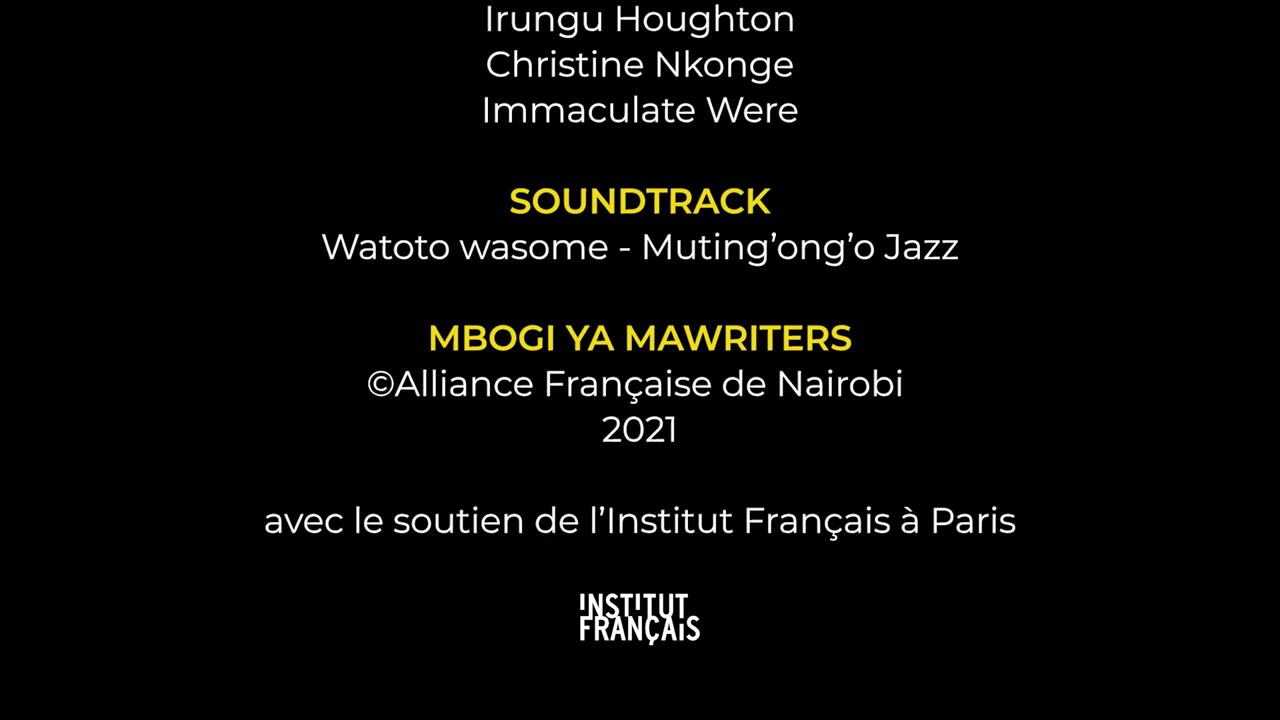 Irungu Houghton
Christine Nkonge
Immaculate Were
SOUNDTRACK
Watoto wasome - Muting’ong’o Jazz
MBOGI YA MAWRITERS
©Alliance Française de Nairobi
2021
avec le soutien de l’Institut Français à Paris
INSTITUT
FRANÇAIS